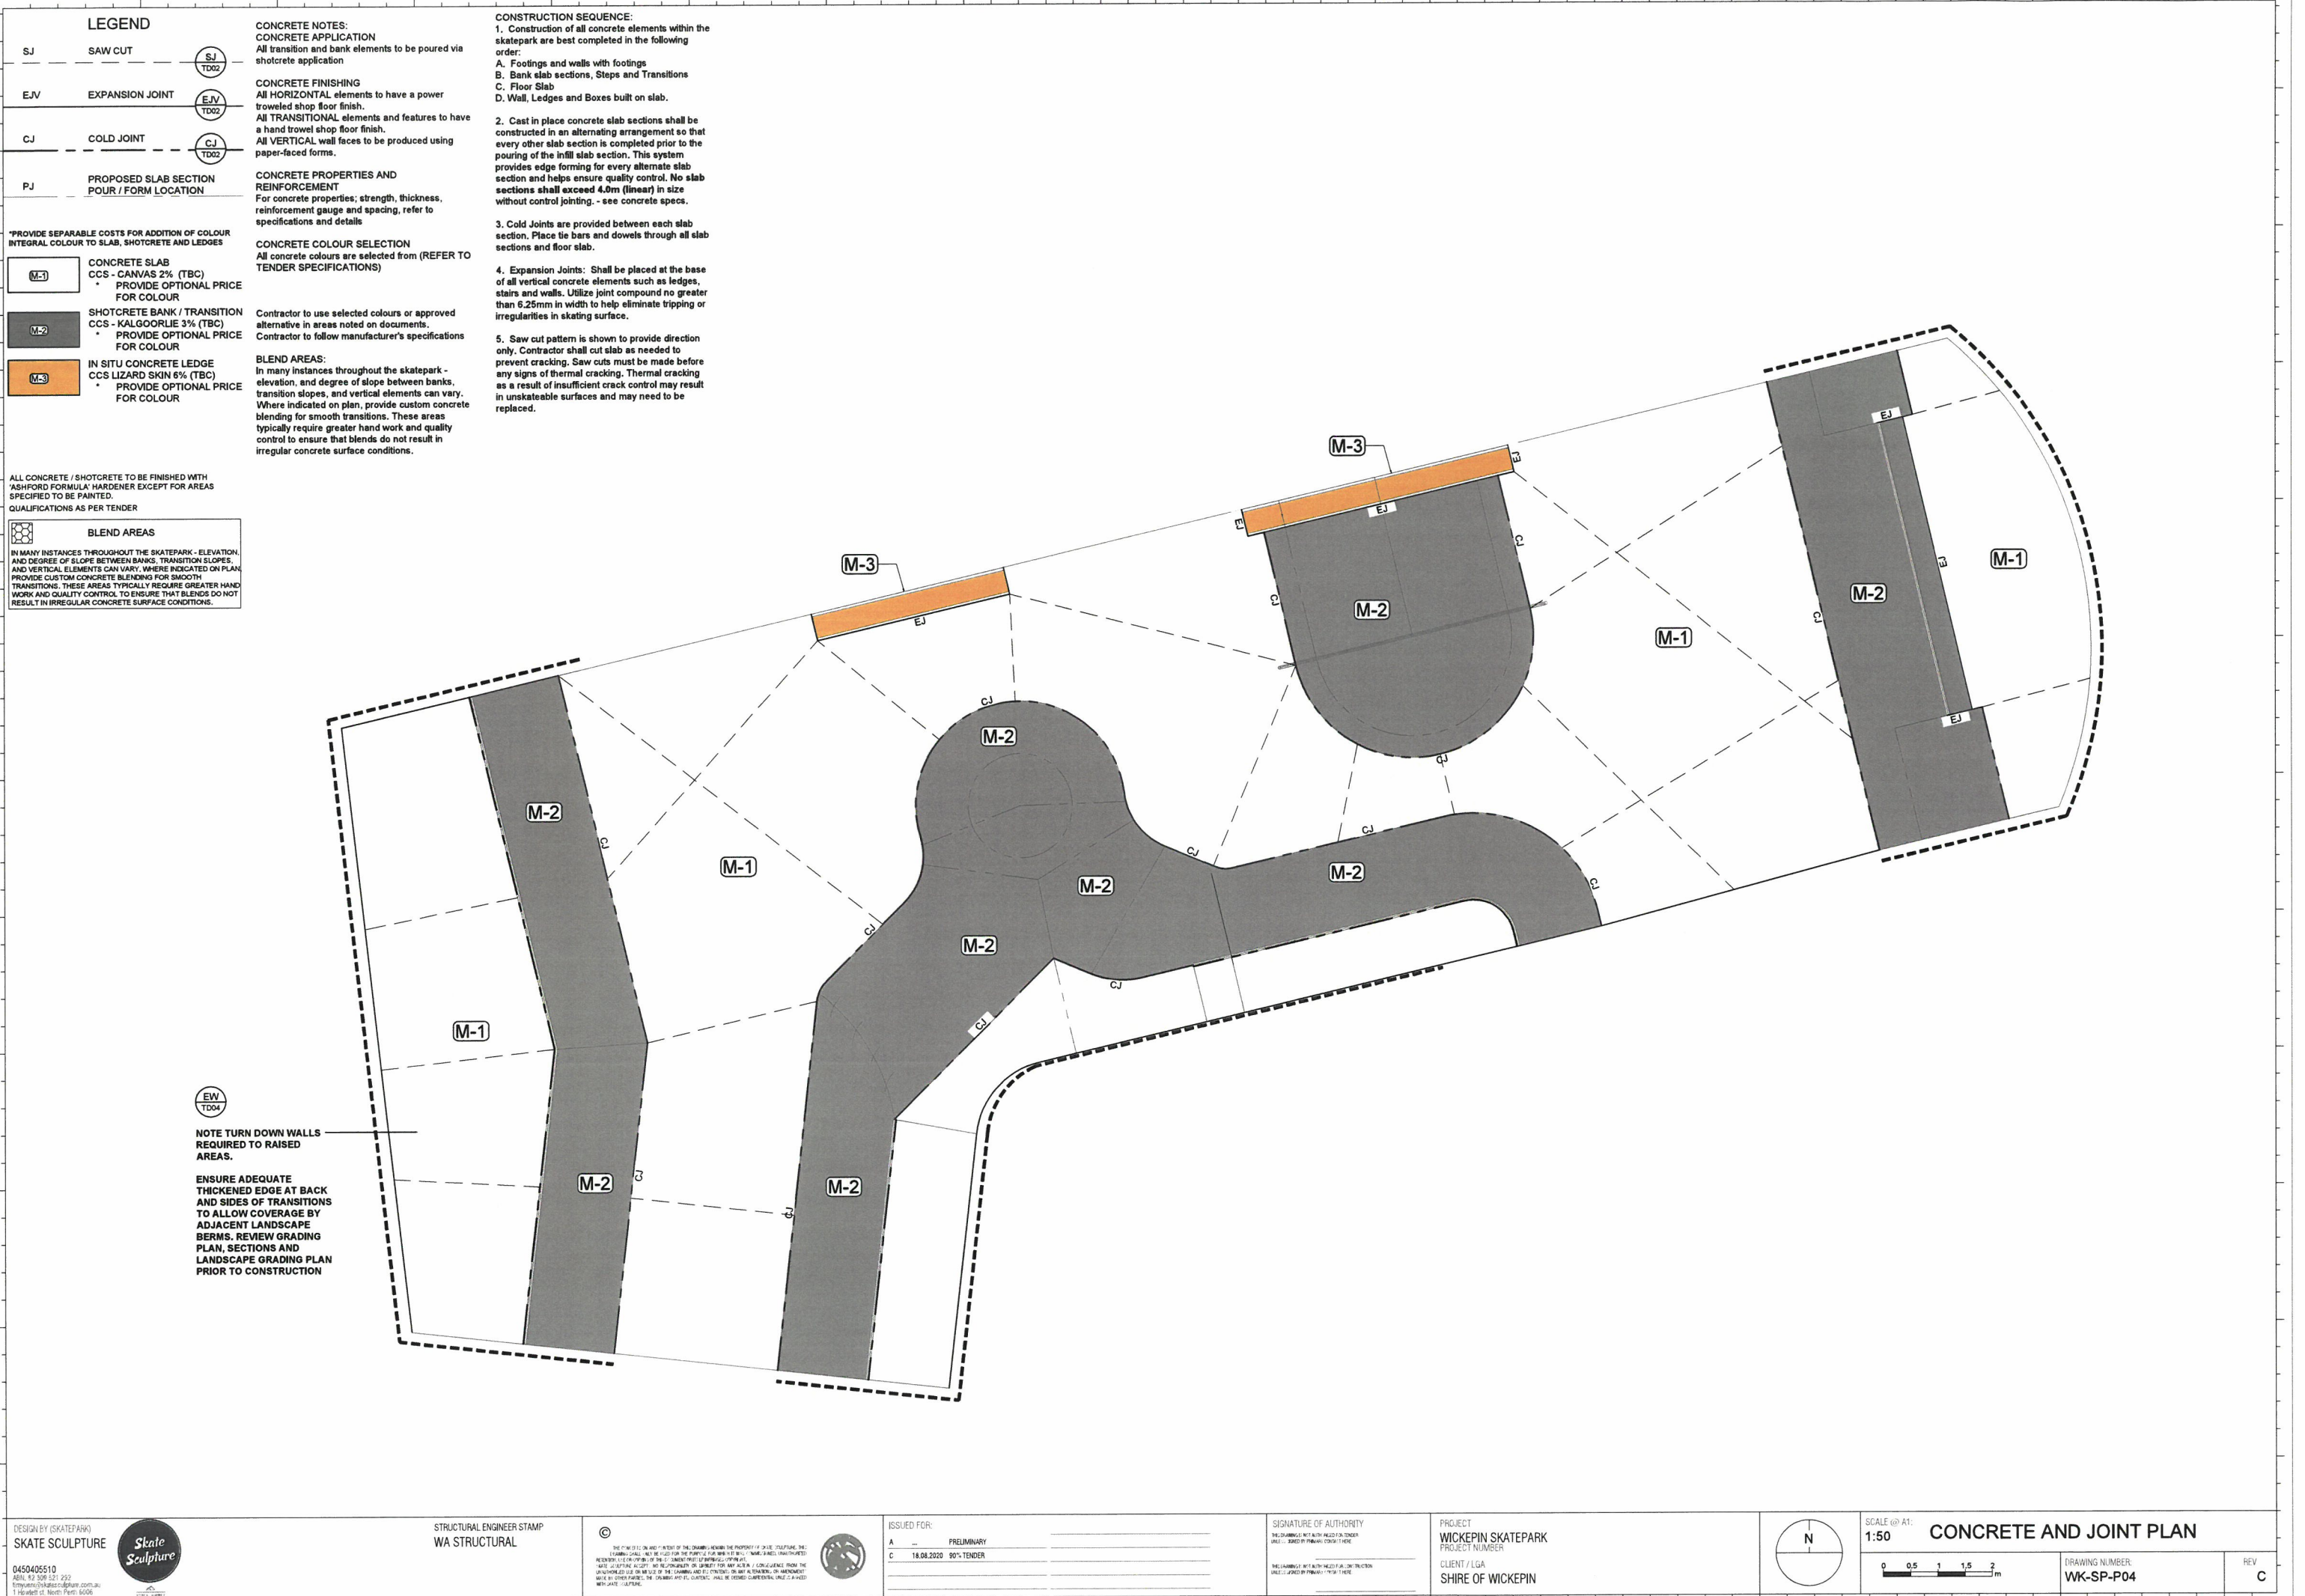 LEGEND
SJ SAW CUT SJ TD02
EJV EXPANSION JOINT EJV TD02
CJ COLD JOINT CJ TD02
PJ PROPOSED SLAB SECTION
POUR / FORM LOCATION
*PROVIDE SEPARABLE COSTS FOR ADDITION OF COLOUR
INTEGRAL COLOUR TO SLAB, SHOTCRETE AND LEDGES
M-1
CONCRETE SLAB
CCS - CANVAS 2% (TBC)
* PROVIDE OPTIONAL PRICE
FOR COLOUR
M-2
SHOTCRETE BANK / TRANSITION
CCS - KALGOORLIE 3% (TBC)
* PROVIDE OPTIONAL PRICE
FOR COLOUR
M-3
IN SITU CONCRETE LEDGE
CCS LIZARD SKIN 6% (TBC)
* PROVIDE OPTIONAL PRICE
FOR COLOUR
ALL CONCRETE / SHOTCRETE TO BE FINISHED WITH
'ASHFORD FORMULA' HARDENER EXCEPT FOR AREAS
SPECIFIED TO BE PAINTED.
QUALIFICATIONS AS PER TENDER
BLEND AREAS
IN MANY INSTANCES THROUGHOUT THE SKATEPARK - ELEVATION,
AND DEGREE OF SLOPE BETWEEN BANKS, TRANSITION SLOPES,
AND VERTICAL ELEMENTS CAN VARY. WHERE INDICATED ON PLAN,
PROVIDE CUSTOM CONCRETE BLENDING FOR SMOOTH
TRANSITIONS. THESE AREAS TYPICALLY REQUIRE GREATER HAND
WORK AND QUALITY CONTROL TO ENSURE THAT BLENDS DO NOT
RESULT IN IRREGULAR CONCRETE SURFACE CONDITIONS.
CONCRETE NOTES:
CONCRETE APPLICATION
All transition and bank elements to be poured via
shotcrete application
CONCRETE FINISHING
All HORIZONTAL elements to have a power
troweled shop floor finish.
All TRANSITIONAL elements and features to have
a hand trowel shop floor finish.
All VERTICAL wall faces to be produced using
paper-faced forms.
CONCRETE PROPERTIES AND
REINFORCEMENT
For concrete properties; strength, thickness,
reinforcement gauge and spacing, refer to
specifications and details
CONCRETE COLOUR SELECTION
All concrete colours are selected from (REFER TO
TENDER SPECIFICATIONS)
Contractor to use selected colours or approved
alternative in areas noted on documents.
Contractor to follow manufacturer's specifications
BLEND AREAS:
In many instances throughout the skatepark -
elevation, and degree of slope between banks,
transition slopes, and vertical elements can vary.
Where indicated on plan, provide custom concrete
blending for smooth transitions. These areas
typically require greater hand work and quality
control to ensure that blends do not result in
irregular concrete surface conditions.
CONSTRUCTION SEQUENCE:
1. Construction of all concrete elements within the
skatepark are best completed in the following
order:
A. Footings and walls with footings
B. Bank slab sections, Steps and Transitions
C. Floor Slab
D. Wall, Ledges and Boxes built on slab.
2. Cast in place concrete slab sections shall be
constructed in an alternating arrangement so that
every other slab section is completed prior to the
pouring of the infill slab section. This system
provides edge forming for every alternate slab
section and helps ensure quality control. No slab
sections shall exceed 4.0m (linear) in size
without control jointing. - see concrete specs.
3. Cold Joints are provided between each slab
section. Place tie bars and dowels through all slab
sections and floor slab.
4. Expansion Joints: Shall be placed at the base
of all vertical concrete elements such as ledges,
stairs and walls. Utilize joint compound no greater
than 6.25mm in width to help eliminate tripping or
irregularities in skating surface.
5. Saw cut pattern is shown to provide direction
only. Contractor shall cut slab as needed to
prevent cracking. Saw cuts must be made before
any signs of thermal cracking. Thermal cracking
as a result of insufficient crack control may result
in unskateable surfaces and may need to be
replaced.
EJ
M-3
EJ
EJ
EJ
CJ
M-3
EJ
M-1
M-2
EJ
CJ
M-2
CJ
EJ
M-1
CJ
EJ
CJ
M-2
CJ
M-2
CJ
CJ
M-1
CJ
M-2
CJ
M-2
CJ
CJ
M-2
CJ
CJ
M-1
EW
TD04
M-2
CJ
M-2
CJ
NOTE TURN DOWN WALLS
REQUIRED TO RAISED
AREAS.
ENSURE ADEQUATE
THICKENED EDGE AT BACK
AND SIDES OF TRANSITIONS
TO ALLOW COVERAGE BY
ADJACENT LANDSCAPE
BERMS. REVIEW GRADING
PLAN, SECTIONS AND
LANDSCAPE GRADING PLAN
PRIOR TO CONSTRUCTION
DESIGN BY (SKATEPARK)
SKATE SCULPTURE
0450405510
1 Howlett st, North Perth 6006
Skate
Sculpture
STRUCTURAL ENGINEER STAMP
WA STRUCTURAL
©
ISSUED FOR:
A ... PRELIMINARY
C 18.08.2020 90% TENDER
SIGNATURE OF AUTHORITY
PROJECT
WICKEPIN SKATEPARK
PROJECT NUMBER
CLIENT / LGA
SHIRE OF WICKEPIN
N
SCALE @ A1:
1:50
0 0,5 1 1,5 2
m
CONCRETE AND JOINT PLAN
DRAWING NUMBER:
WK-SP-P04
REV
C